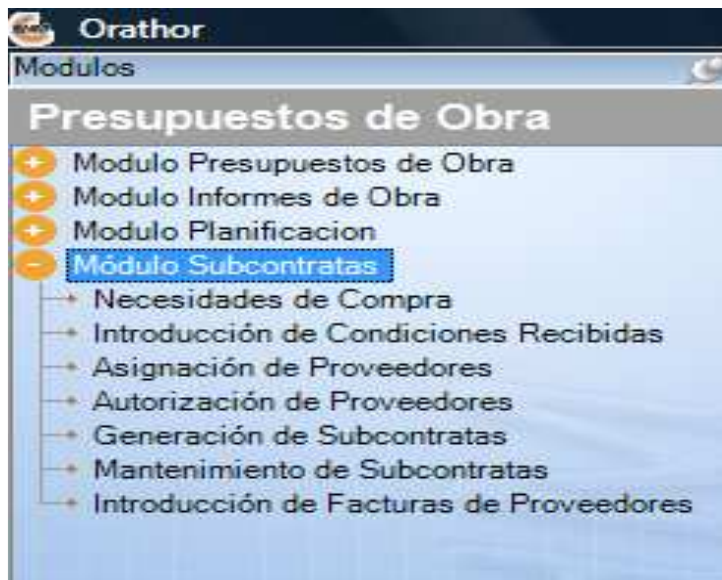 Orathor
Modulos
Presupuestos de Obra
Modulo Presupuestos de Obra
Modulo Informes de Obra
Modulo Planificacion
Módulo Subcontratas
Necesidades de Compra
Introducción de Condiciones Recibidas
Asignación de Proveedores
Autorización de Proveedores
Generación de Subcontratas
Mantenimiento de Subcontratas
Introducción de Facturas de Proveedores